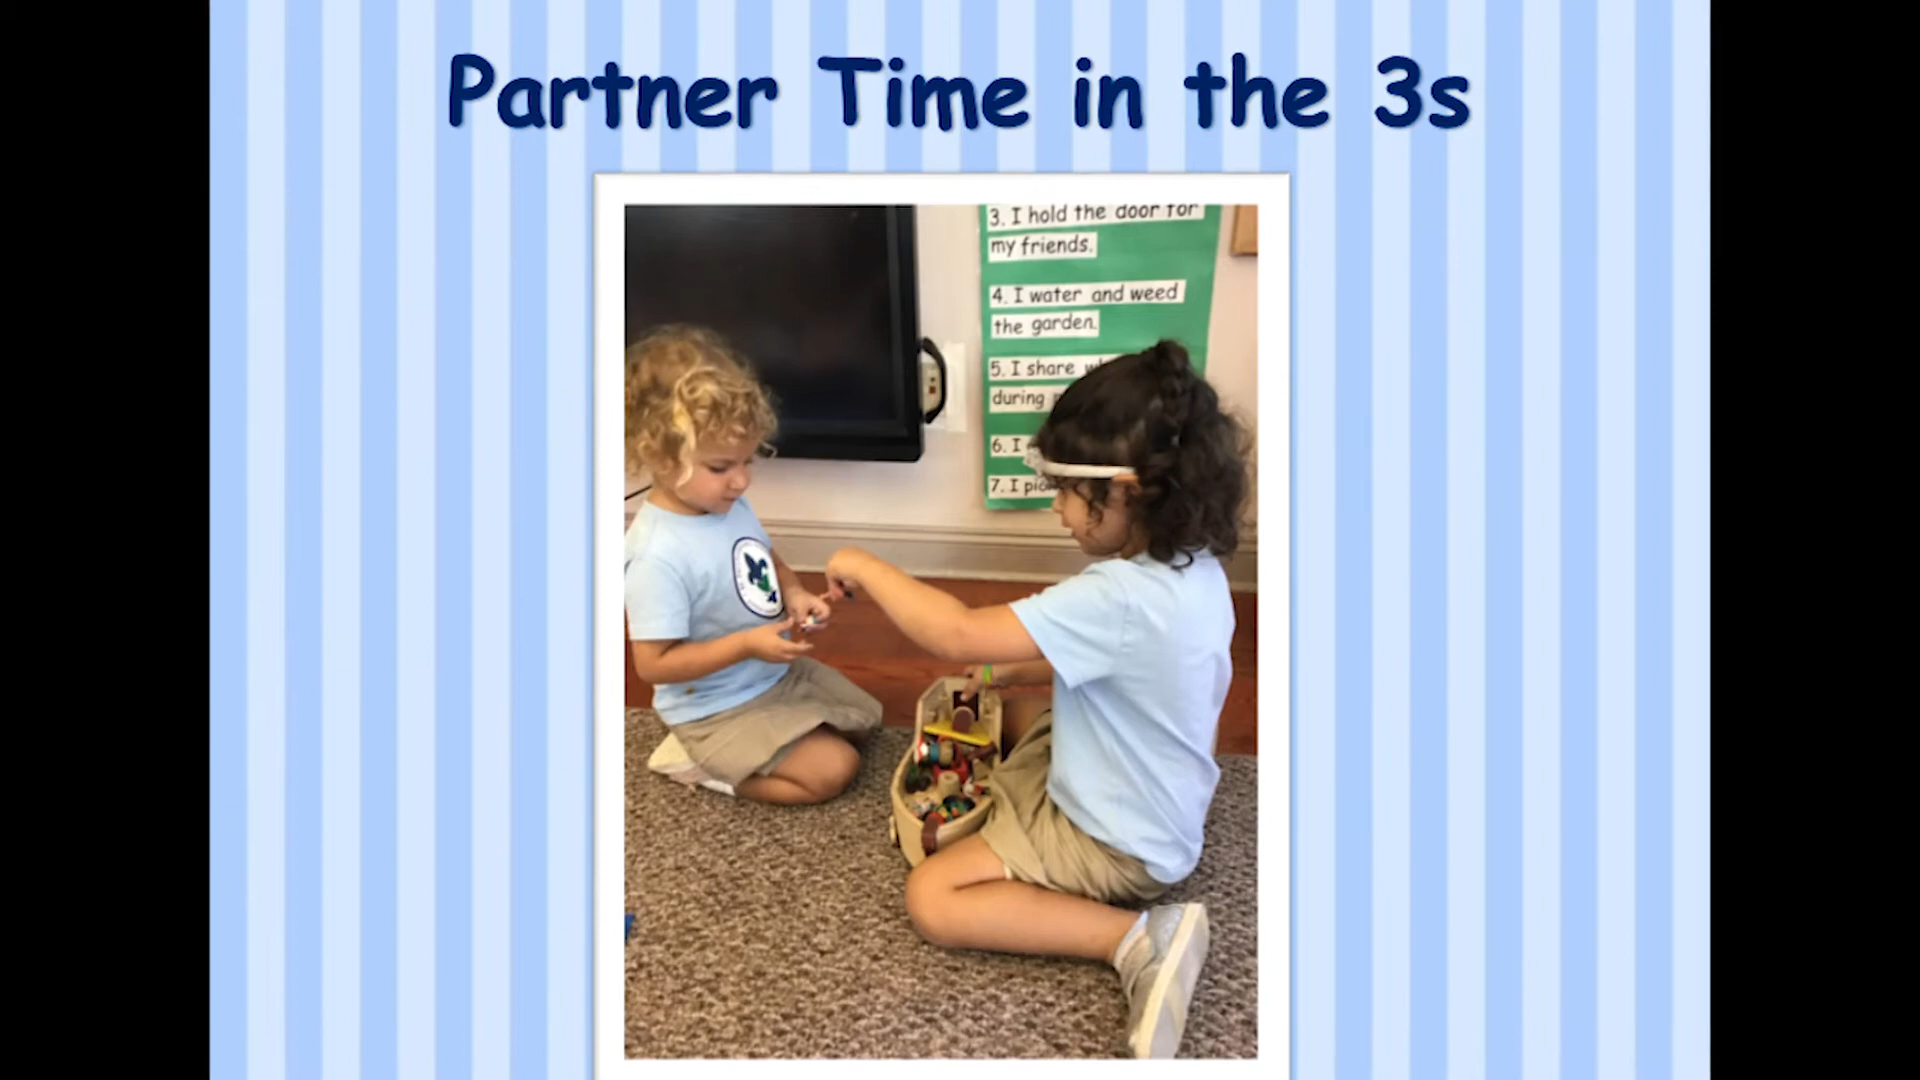 Partner Time in the 3s
3. I hold the door for
my friends.
4. I water and weed
the garden.
5. I share
during
6. I
7. I